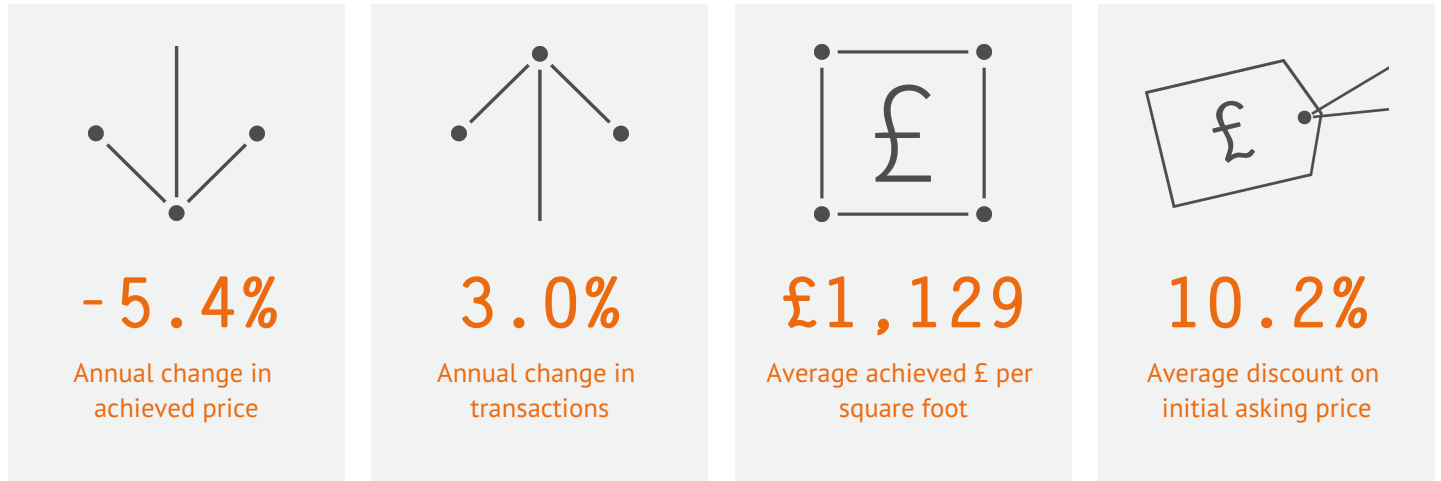 £
£
-5.4%
Annual change in
achieved price
3.0%
Annual change in
transactions
£1,129
Average achieved £ per
square foot
10.2%
Average discount on
initial asking price